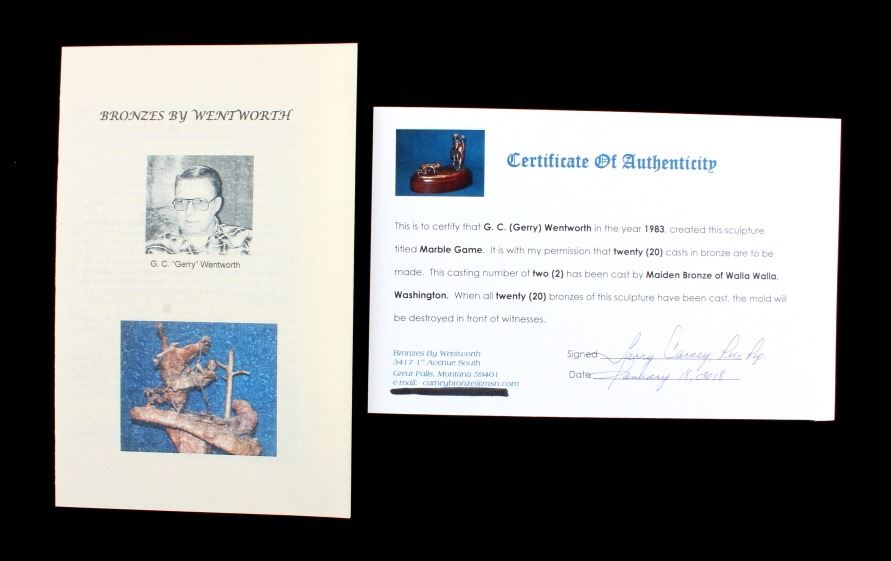 BRONZES BY WENTWORTH
G. C. "Gerry" Wentworth
Certificate Of Authenticity
This is to certify that G. C. (Gerry) Wentworth in the year 1983, created this sculpture
titled Marble Game. It is with my permission that twenty (20) casts in bronze are to be
made. This casting number of two (2) has been cast by Maiden Bronze of Walla Walla,
Washington. When all twenty (20) bronzes of this sculpture have been cast, the mold will
be destroyed in front of witnesses.
Bronzes By Wentworth
3417 1st Avenue South
Great Falls, Montana 59401
e-mail: carneybronze@msn.com
Signed Carney
Date January 18, 2018